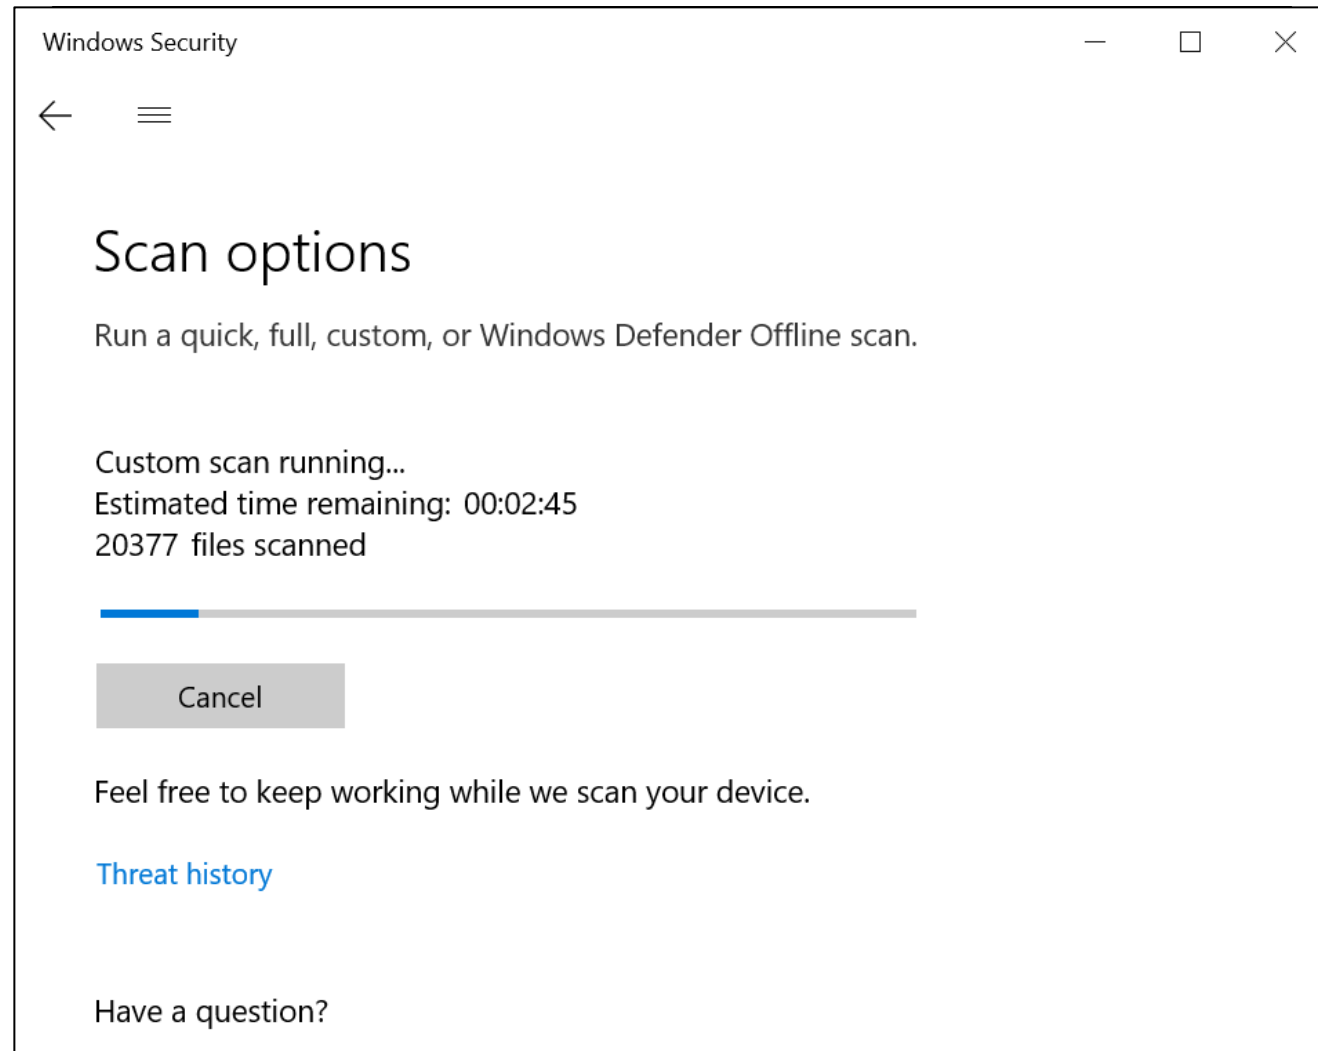 Windows Security
Scan options
Run a quick, full, custom, or Windows Defender Offline scan.
Custom scan running...
Estimated time remaining: 00:02:45
20377 files scanned
Cancel
Feel free to keep working while we scan your device.
Threat history
Have a question?